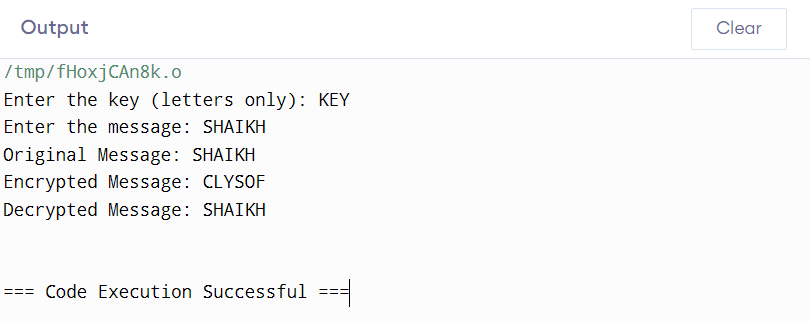 Output
Clear
/tmp/fHoxjCAn8k.o
Enter the key (letters only): KEY
Enter the message: SHAIKH
Original Message: SHAIKH
Encrypted Message: CLYSOF
Decrypted Message: SHAIKH
=== Code Execution Successful ===